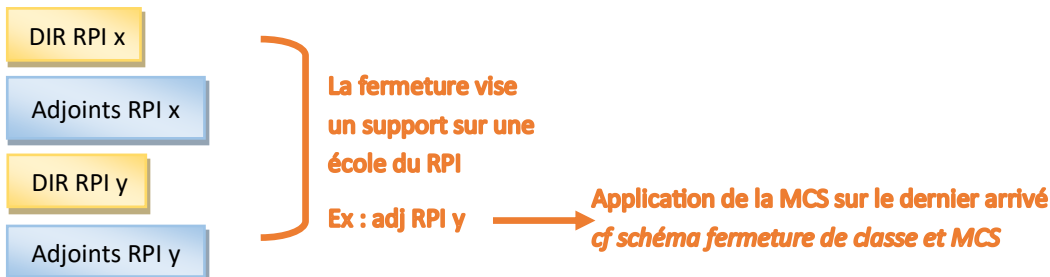 DIR RPI x
Adjoints RPI x
DIR RPI y
Adjoints RPI y
La fermeture vise
un support sur une
école du RPI
Ex : adj RPI y
Application de la MCS sur le dernier arrivé
cf schéma fermeture de classe et MCS